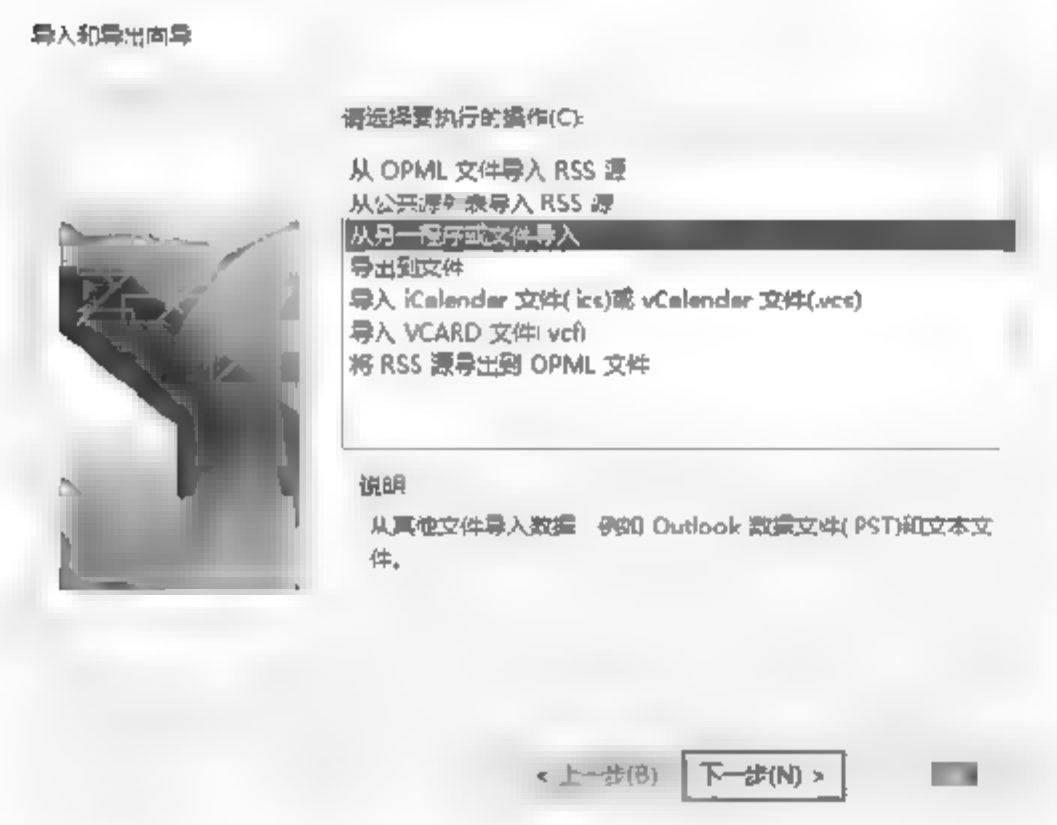 导入和导出向导
请选择要执行的操作(C):
从 OPML 文件导入 RSS 源
从公共源列表导入 RSS 源
从另一程序或文件导入
导出到文件
导入 iCalendar 文件(.ics)或 vCalendar 文件(.vcs)
导入 VCARD 文件(.vcf)
将 RSS 源导出到 OPML 文件
说明
从其他文件导入数据 例如 Outlook 数据文件(.PST)和文本文
件。
< 上一步(B)
下一步(N) >